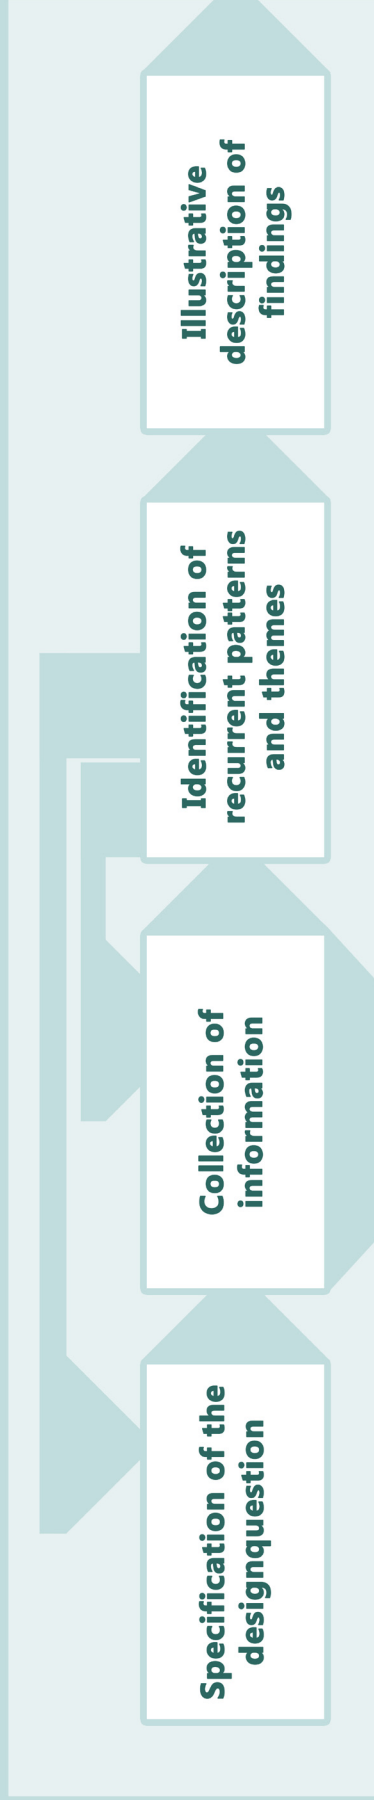 Specification of the
designquestion
Collection of
information
Identification of
recurrent patterns
and themes
Illustrative
description of
findings